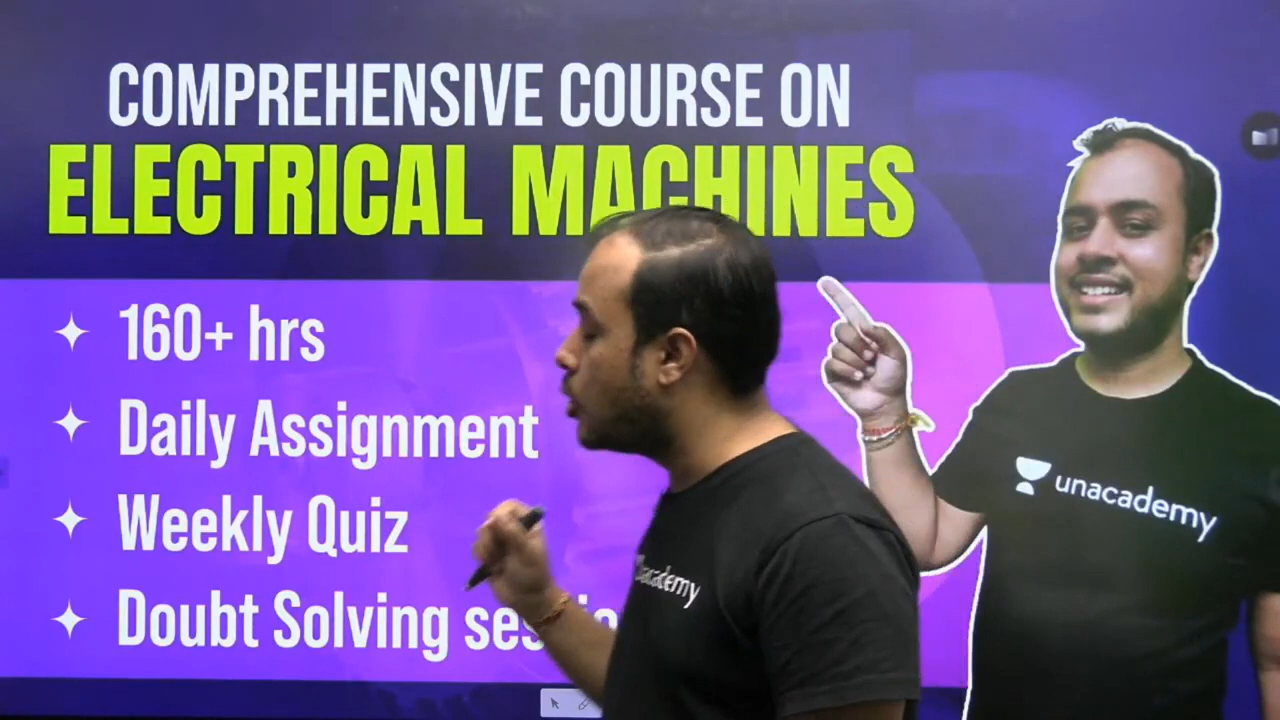 COMPREHENSIVE COURSE ON
ELECTRICAL MACHINES
160+ hrs
Daily Assignment
Weekly Quiz
Doubt Solving
unacademy